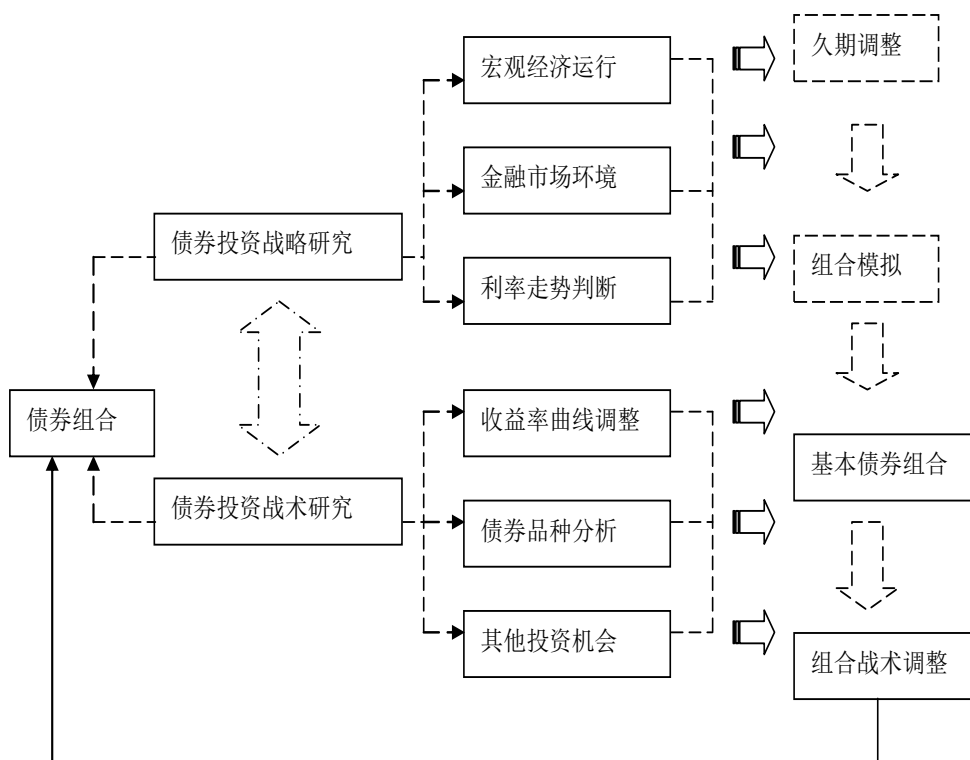 久期调整
宏观经济运行
金融市场环境
债券投资战略研究
组合模拟
利率走势判断
债券组合
收益率曲线调整
基本债券组合
债券投资战术研究
债券品种分析
其他投资机会
组合战术调整